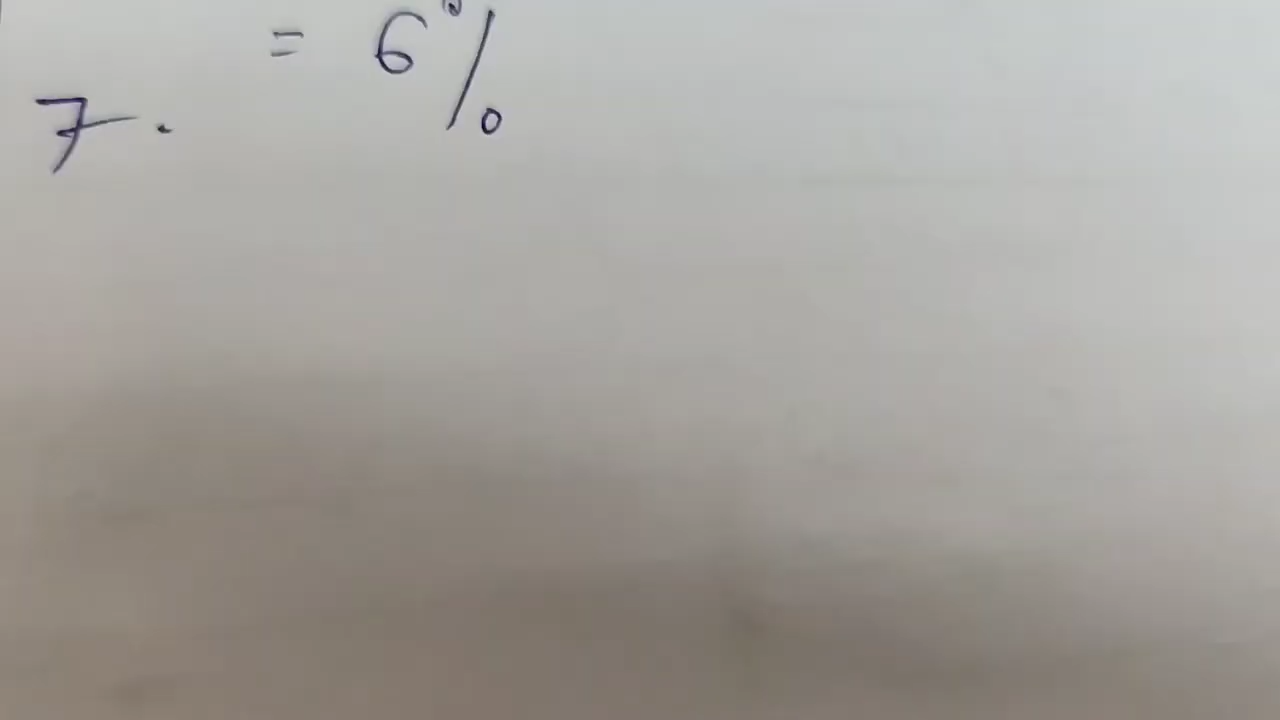 = 6%
7.